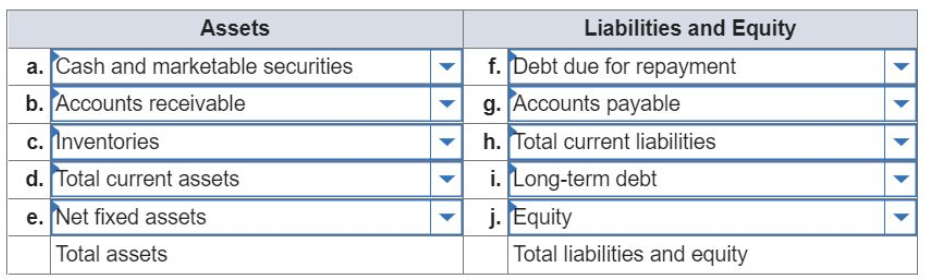 Assets Liabilities and Equity
a. Cash and marketable securities f. Debt due for repayment
b. Accounts receivable g. Accounts payable
c. Inventories h. Total current liabilities
d. Total current assets i. Long-term debt
e. Net fixed assets j. Equity
Total assets Total liabilities and equity